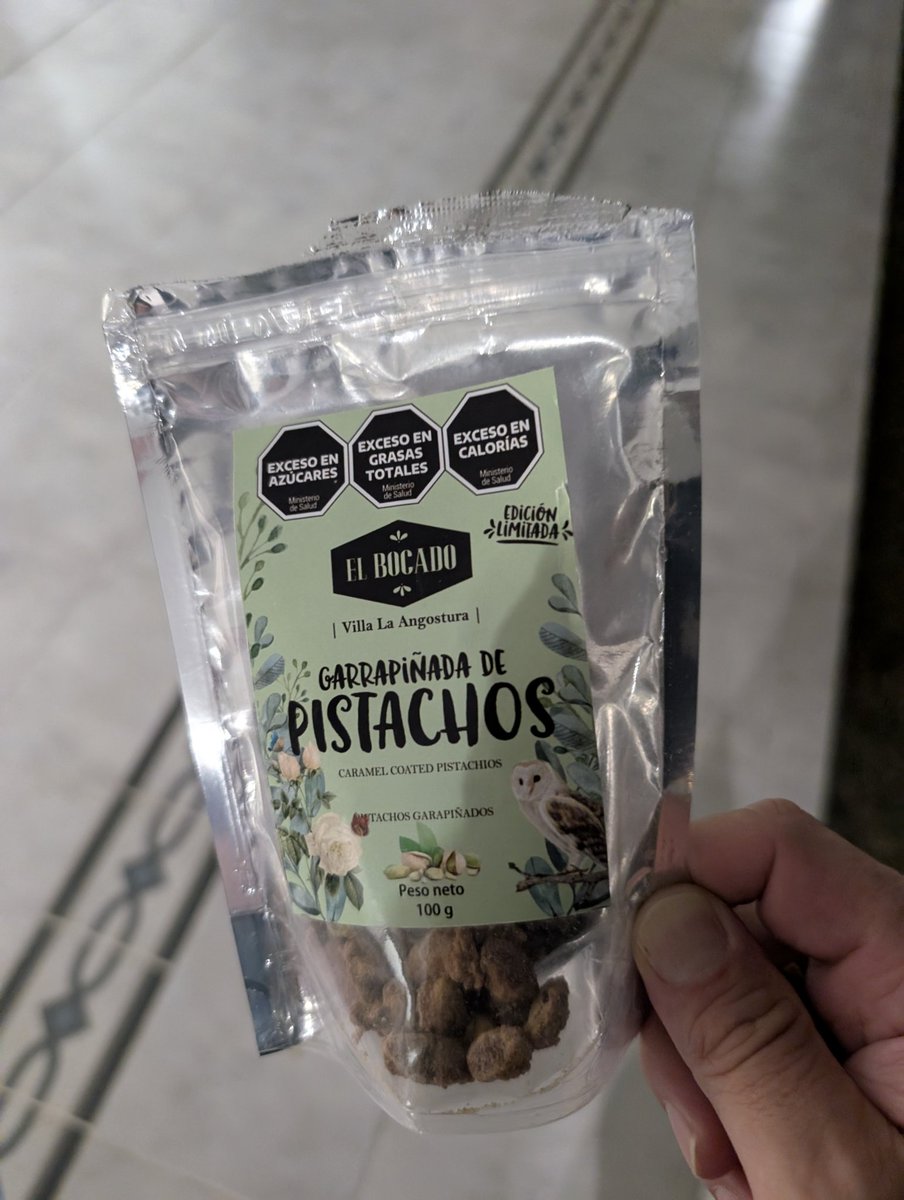 EXCESO EN
AZÚCARES
Ministerio
de Salud
EXCESO EN
GRASAS
TOTALES
Ministerio
de Salud
EXCESO EN
CALORÍAS
Ministerio
de Salud
EDICIÓN
LIMITADA
EL BOCADO
| Villa La Angostura |
GARRAPIÑADA DE
PISTACHOS
CARAMEL COATED PISTACHIOS
GARAPIÑADOS
Peso neto
100 g